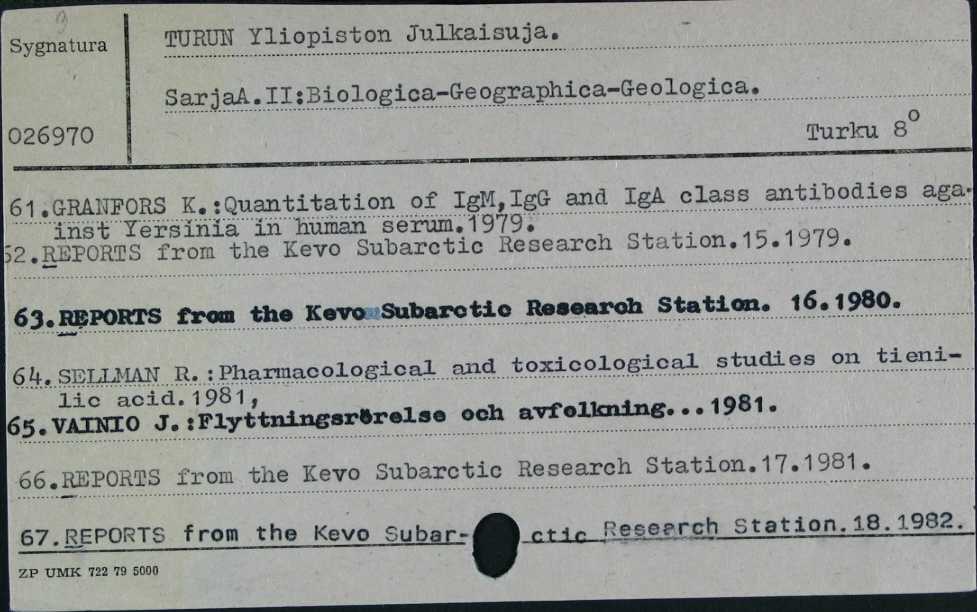 Sygnatura
TURUN Yliopiston Julkaisuja.
SarjaA.II:Biologica-Geographica-Geologica.
026970
Turku 8o
61.GRANFORS K.:Quantitation of IgM,IgG and IgA class antibodies aga-
inst Yersinia in human serum.1979.
62.REPORTS from the Kevo Subarctic Research Station.15.1979.
63.REPORTS from the Kevo Subarctic Research Station. 16.1980.
64.SELLMAN R.:Pharmacological and toxicological studies on tieni-
lic acid.1981,
65.VAINIO J.:Flyttningsrörelse och avfolkning...1981.
66.REPORTS from the Kevo Subarctic Research Station.17.1981.
67.REPORTS from the Kevo Subar- ctic Research Station.18.1982.
ZP UMK 722 79 5000